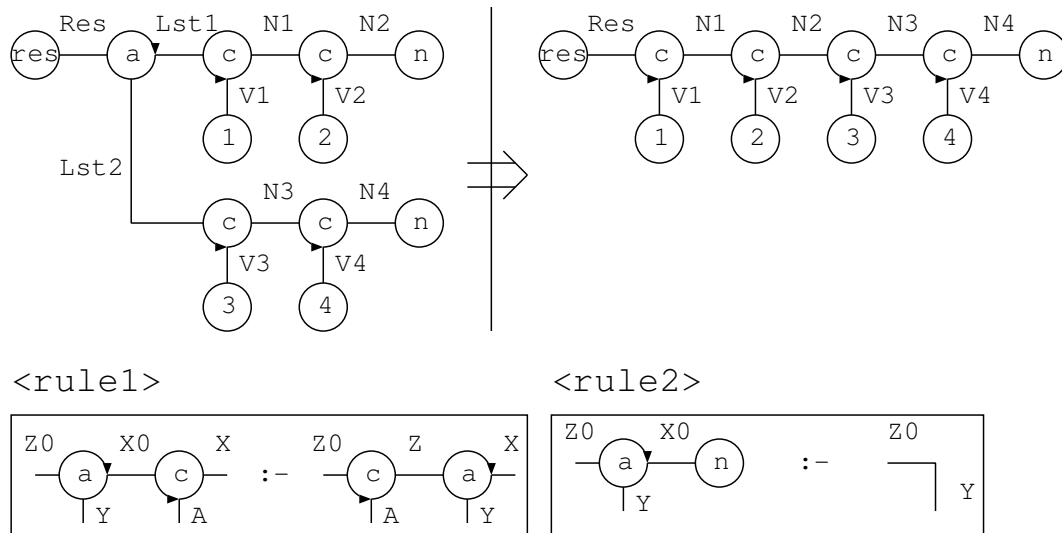 Res Lst1 N1 N2 Res N1 N2 N3 N4
res a c c n res c c c c n
V1 V2 V1 V2 V3 V4
1 2 1 2 3 4
Lst2
N3 N4
c c n
V3 V4
3 4
<rule1> <rule2>
Z0 X0 X Z0 Z X Z0 X0 Z0
a c :- c a a n :-
Y A A Y Y Y